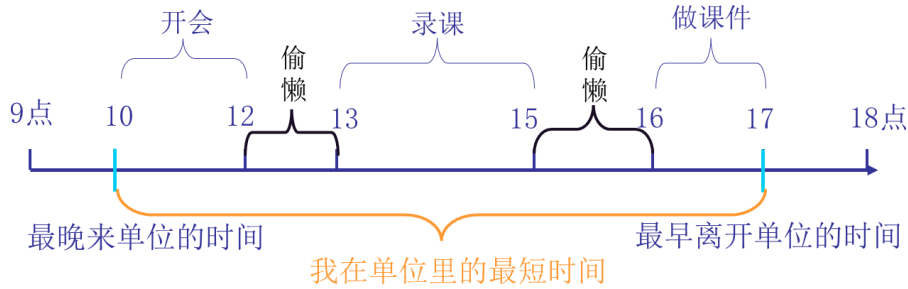 开会
录课
做课件
偷懒
偷懒
9点
10
12
13
15
16
17
18点
最晚来单位的时间
最早离开单位的时间
我在单位里的最短时间